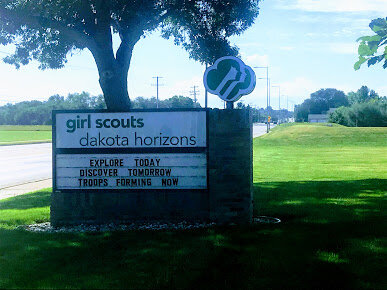 girl scouts
dakota horizons
EXPLORE TODAY
DISCOVER TOMORROW
TROOPS FORMING NOW